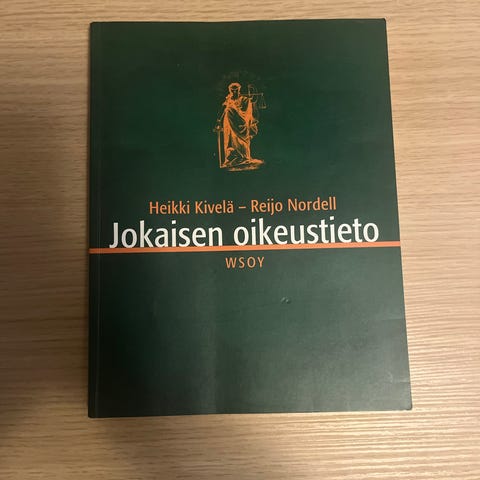 Heikki Kivelä – Reijo Nordell
Jokaisen oikeustieto
WSOY